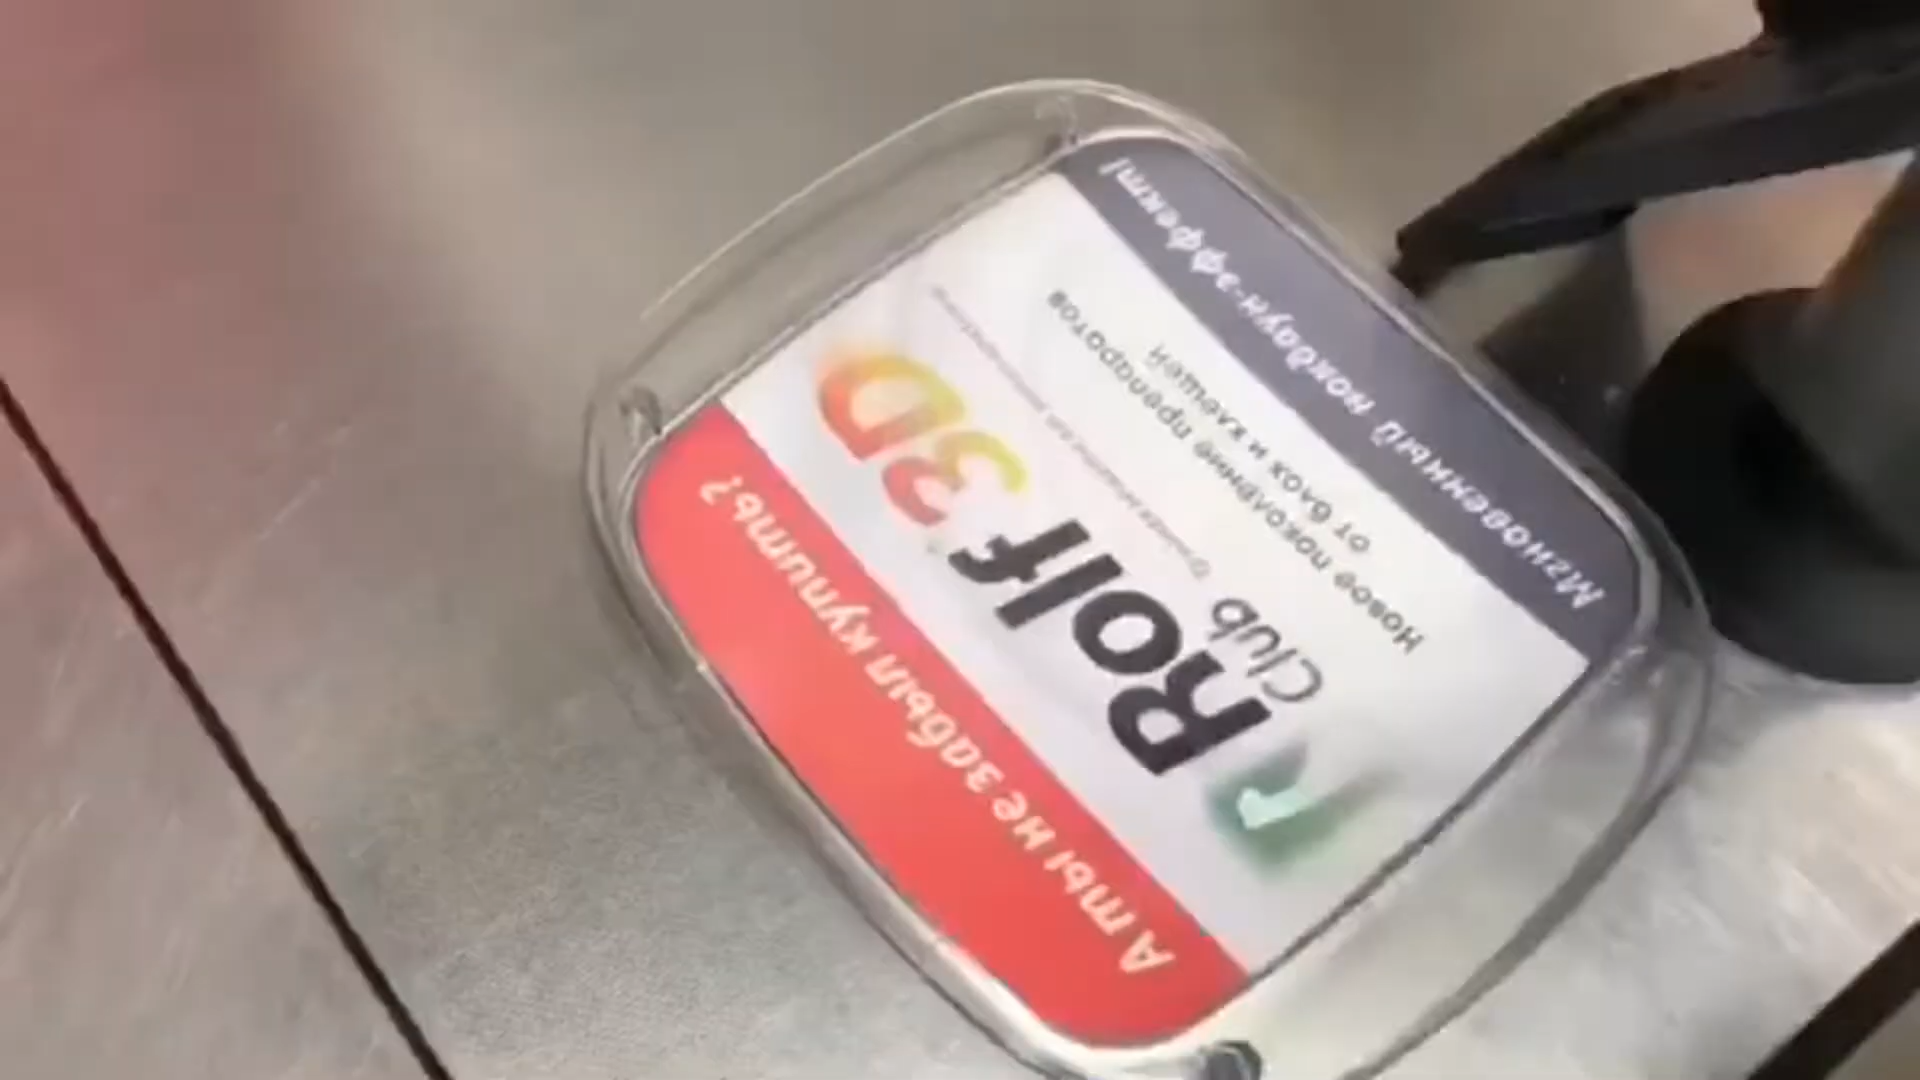 А ты не забыл купить?
Rolf 3D
Club
Новое поколение препаратов
от блох и клещей
Мгновенный нокдаун-эффект!